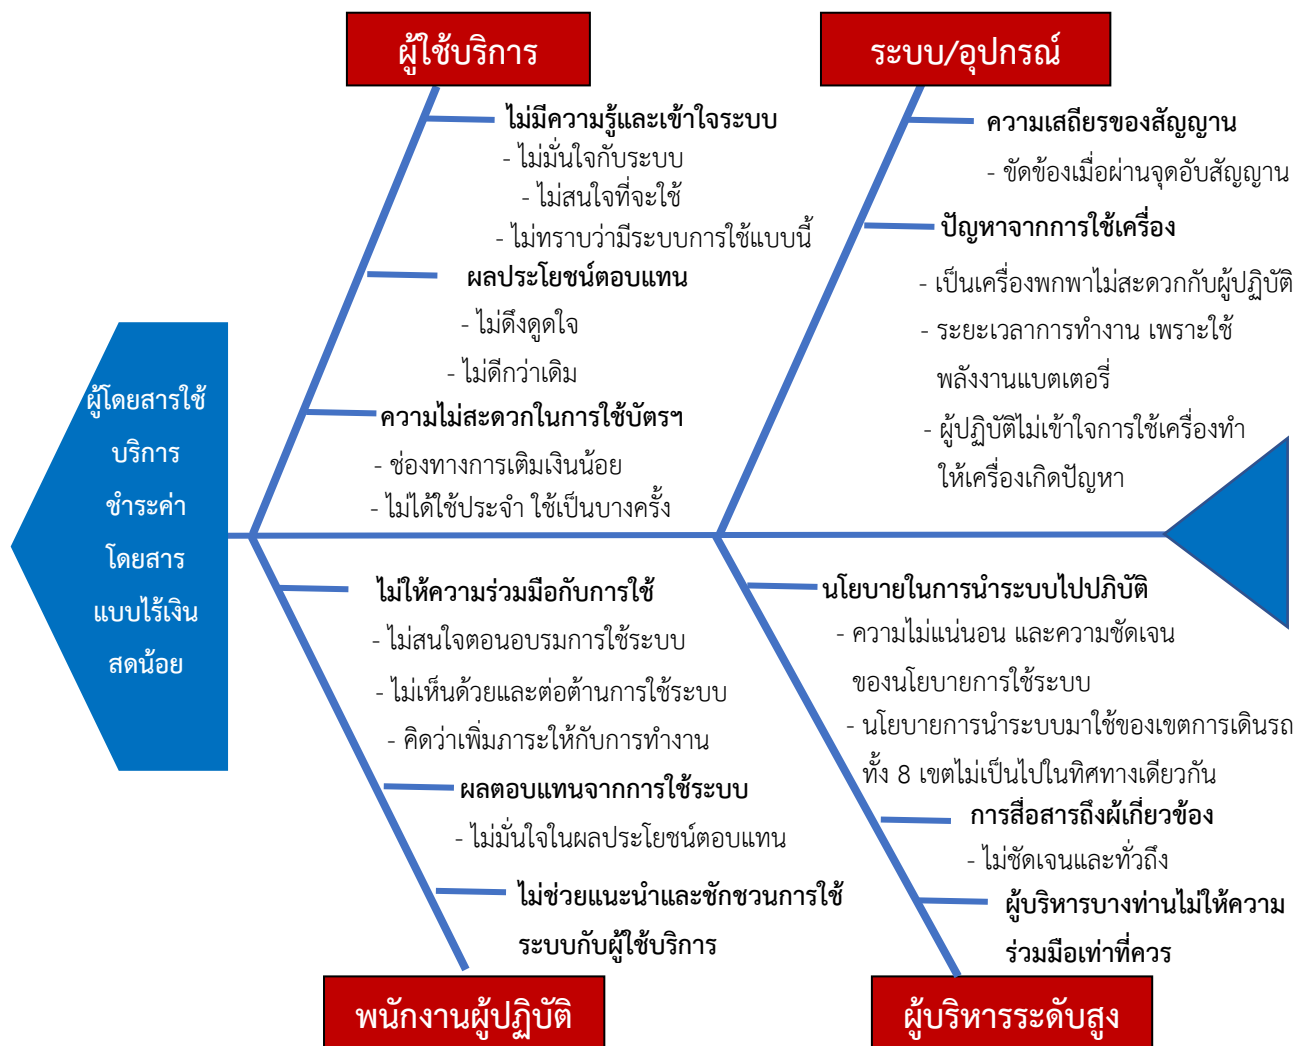 ผู้ใช้บริการ
ไม่มีความรู้และเข้าใจระบบ
- ไม่มั่นใจกับระบบ
- ไม่สนใจที่จะใช้
- ไม่ทราบว่ามีระบบการใช้แบบนี้
ผลประโยชน์ตอบแทน
- ไม่ดึงดูดใจ
- ไม่ดีกว่าเดิม
ความไม่สะดวกในการใช้บัตรฯ
- ช่องทางการเติมเงินน้อย
- ไม่ได้ใช้ประจำ ใช้เป็นบางครั้ง
ระบบ/อุปกรณ์
ความเสถียรของสัญญาน
- ขัดข้องเมื่อผ่านจุดอับสัญญาน
ปัญหาจากการใช้เครื่อง
- เป็นเครื่องพกพาไม่สะดวกกับผู้ปฏิบัติ
- ระยะเวลาการทำงาน เพราะใช้
พลังงานแบตเตอรี่
- ผู้ปฏิบัติไม่เข้าใจการใช้เครื่องทำ
ให้เครื่องเกิดปัญหา
ผู้โดยสารใช้
บริการ
ชำระค่า
โดยสาร
แบบไร้เงิน
สดน้อย
ไม่ให้ความร่วมมือกับการใช้
- ไม่สนใจตอนอบรมการใช้ระบบ
- ไม่เห็นด้วยและต่อต้านการใช้ระบบ
- คิดว่าเพิ่มภาระให้กับการทำงาน
ผลตอบแทนจากการใช้ระบบ
- ไม่มั่นใจในผลประโยชน์ตอบแทน
ไม่ช่วยแนะนำและชักชวนการใช้
ระบบกับผู้ใช้บริการ
พนักงานผู้ปฏิบัติ
นโยบายในการนำระบบไปปภิบัติ
- ความไม่แน่นอน และความชัดเจน
ของนโยบายการใช้ระบบ
- นโยบายการนำระบบมาใช้ของเขตการเดินรถ
ทั้ง 8 เขตไม่เป็นไปในทิศทางเดียวกัน
การสื่อสารถึงผ้เกี่ยวข้อง
- ไม่ชัดเจนและทั่วถึง
ผู้บริหารบางท่านไม่ให้ความ
ร่วมมือเท่าที่ควร
ผู้บริหารระดับสูง